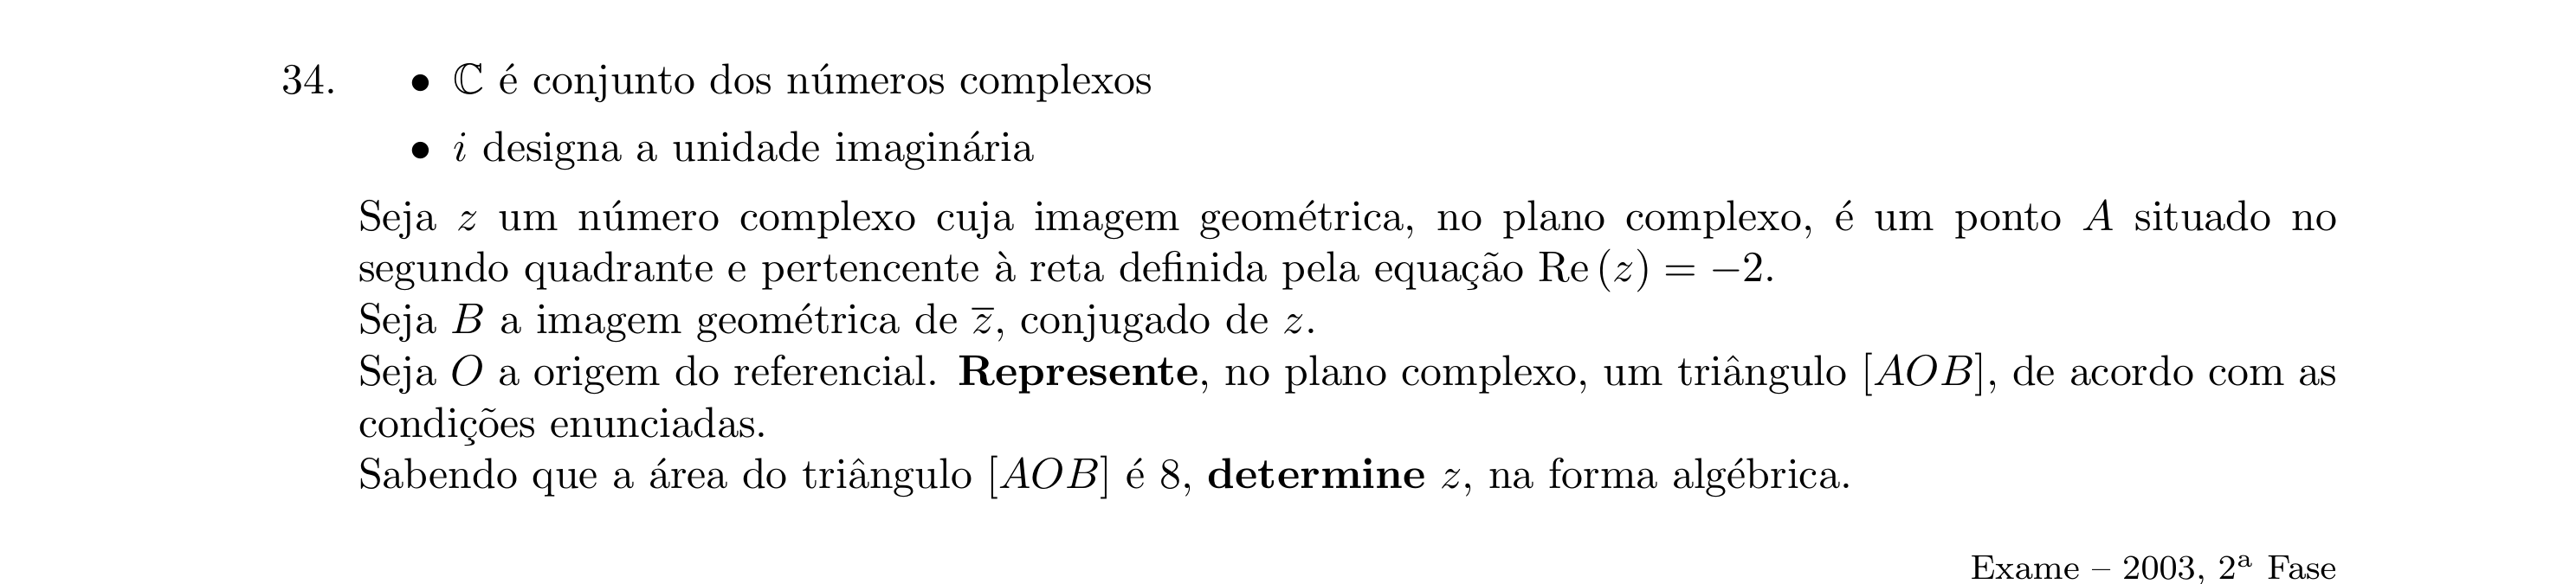 34. • ℂ é conjunto dos números complexos
• i designa a unidade imaginária
Seja z um número complexo cuja imagem geométrica, no plano complexo, é um ponto A situado no
segundo quadrante e pertencente à reta definida pela equação Re (z) = −2.
Seja B a imagem geométrica de z̅, conjugado de z.
Seja O a origem do referencial. Represente, no plano complexo, um triângulo [AOB], de acordo com as
condições enunciadas.
Sabendo que a área do triângulo [AOB] é 8, determine z, na forma algébrica.
Exame – 2003, 2ª Fase